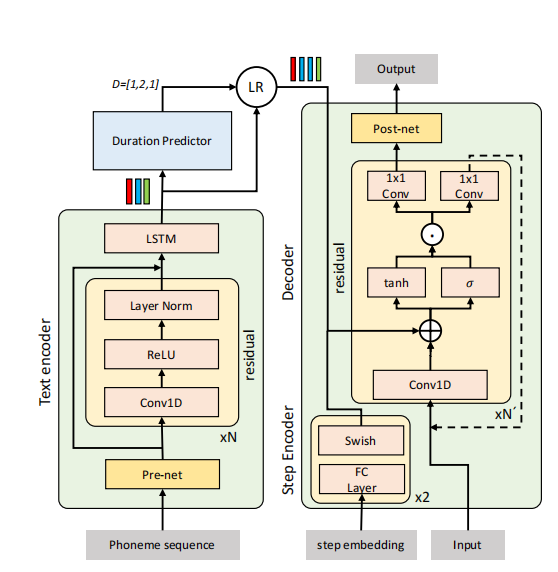 Output
D=[1,2,1]
LR
Duration Predictor
Post-net
1x1
Conv
1x1
Conv
LSTM
Decoder
residual
tanh
σ
Layer Norm
ReLU
Text encoder
residual
Conv1D
Conv1D
xN
xN´
Step Encoder
Swish
Pre-net
FC
Layer
x2
Phoneme sequence
step embedding
Input